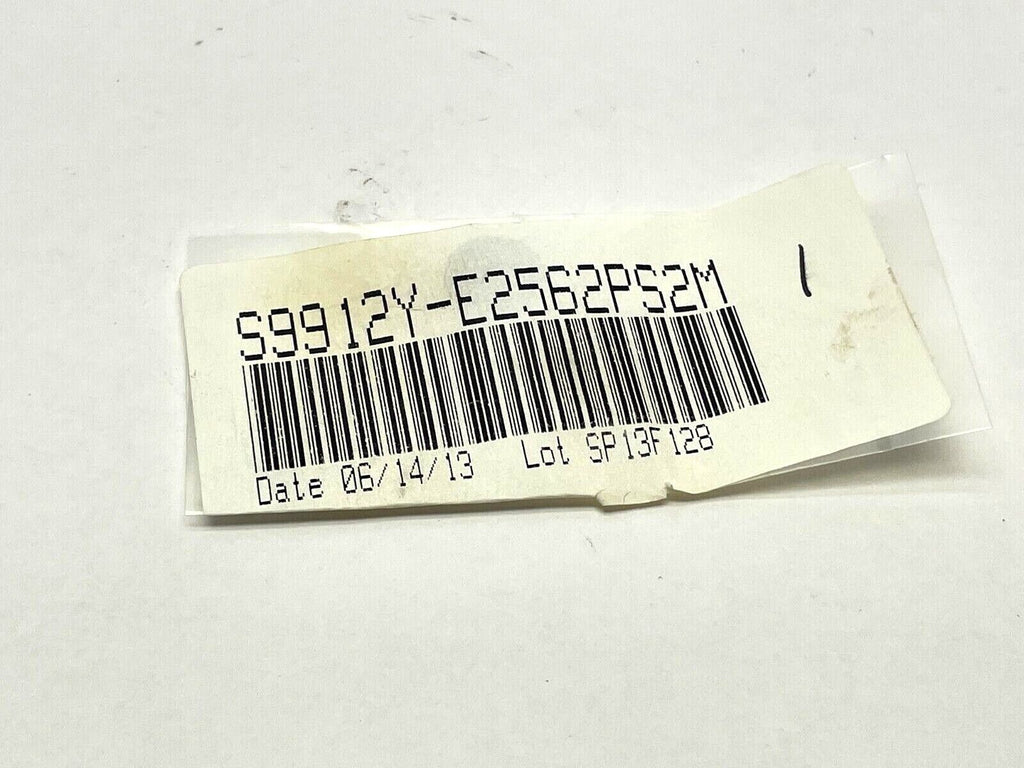 S9912Y-E2562PS2M
Date 06/14/13 Lot SP13F128
1